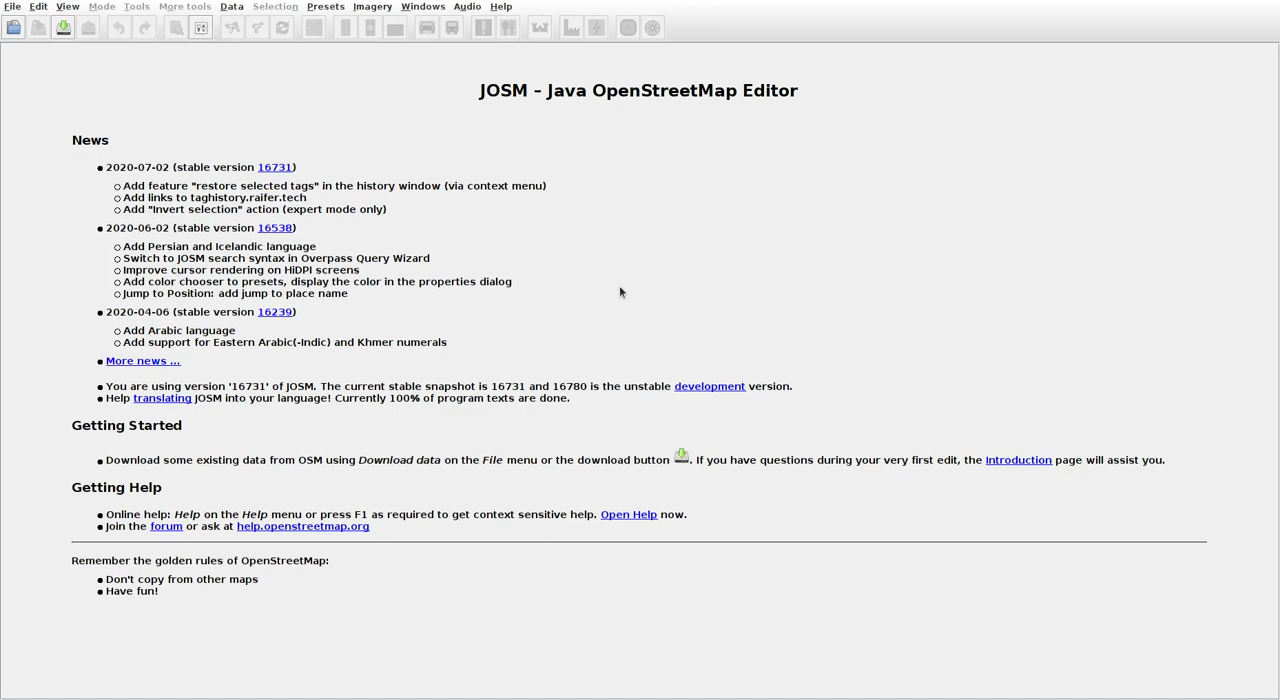 File Edit View Mode Tools More tools Data Selection Presets Imagery Windows Audio Help
JOSM – Java OpenStreetMap Editor
News
2020-07-02 (stable version 16731)
Add feature "restore selected tags" in the history window (via context menu)
Add links to taghistory.raifer.tech
Add "Invert selection" action (expert mode only)
2020-06-02 (stable version 16538)
Add Persian and Icelandic language
Switch to JOSM search syntax in Overpass Query Wizard
Improve cursor rendering on HiDPI screens
Add color chooser to presets, display the color in the properties dialog
Jump to Position: add jump to place name
2020-04-06 (stable version 16239)
Add Arabic language
Add support for Eastern Arabic(-Indic) and Khmer numerals
More news ...
You are using version '16731' of JOSM. The current stable snapshot is 16731 and 16780 is the unstable development version.
Help translating JOSM into your language! Currently 100% of program texts are done.
Getting Started
Download some existing data from OSM using Download data on the File menu or the download button . If you have questions during your very first edit, the Introduction page will assist you.
Getting Help
Online help: Help on the Help menu or press F1 as required to get context sensitive help. Open Help now.
Join the forum or ask at help.openstreetmap.org
Remember the golden rules of OpenStreetMap:
Don't copy from other maps
Have fun!